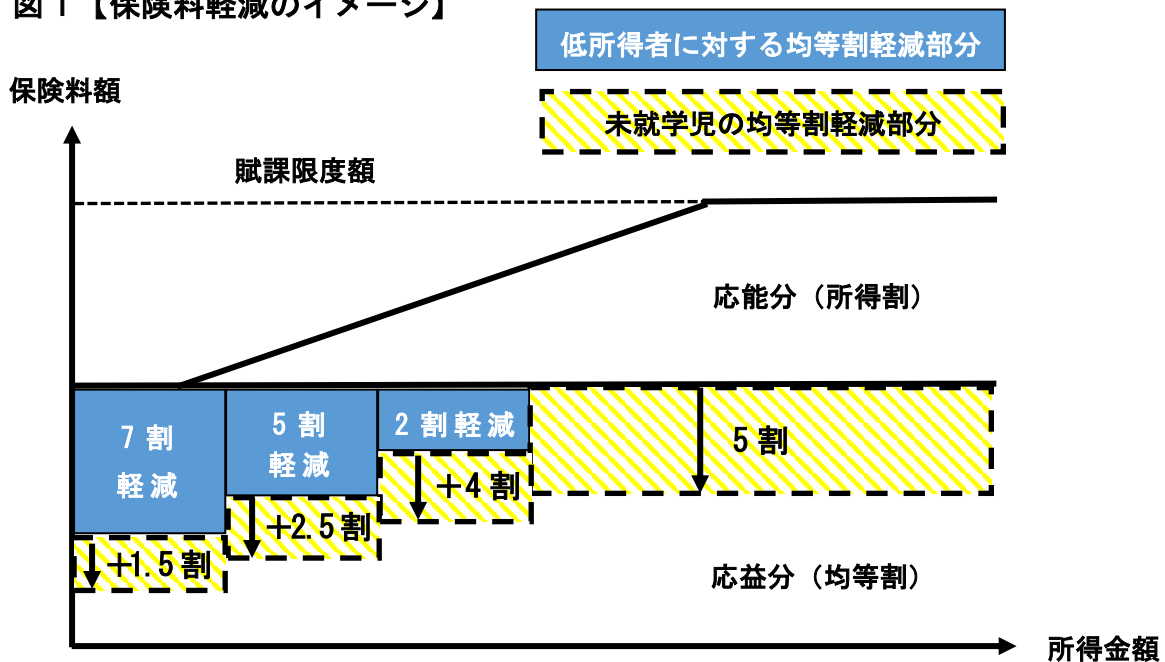 図1【保険料軽減のイメージ】
低所得者に対する均等割軽減部分
保険料額
未就学児の均等割軽減部分
賦課限度額
応能分（所得割）
7割
軽減
5割
軽減
2割軽減
5割
+4割
+2.5割
+1.5割
応益分（均等割）
所得金額